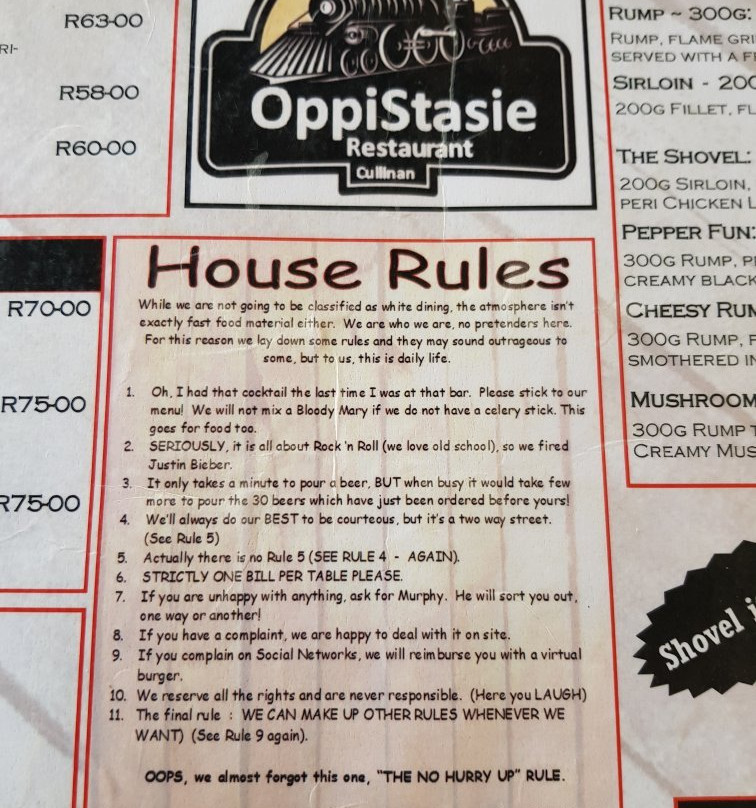 R63-00
RI-
R58-00
R60-00
R70-00
R75-00
R75-00
OppiStasie
Restaurant
Cullinan
House Rules
While we are not going to be classified as white dining, the atmosphere isn't
exactly fast food material either. We are who we are, no pretenders here.
For this reason we lay down some rules and they may sound outrageous to
some, but to us, this is daily life.
1. Oh, I had that cocktail the last time I was at that bar. Please stick to our
menu! We will not mix a Bloody Mary if we do not have a celery stick. This
goes for food too.
2. SERIOUSLY, it is all about Rock 'n Roll (we love old school), so we fired
Justin Bieber.
3. It only takes a minute to pour a beer, BUT when busy it would take few
more to pour the 30 beers which have just been ordered before yours!
4. We'll always do our BEST to be courteous, but it's a two way street.
(See Rule 5)
5. Actually there is no Rule 5 (SEE RULE 4 - AGAIN).
6. STRICTLY ONE BILL PER TABLE PLEASE.
7. If you are unhappy with anything, ask for Murphy. He will sort you out,
one way or another!
8. If you have a complaint, we are happy to deal with it on site.
9. If you complain on Social Networks, we will reimburse you with a virtual
burger.
10. We reserve all the rights and are never responsible. (Here you LAUGH)
11. The final rule : WE CAN MAKE UP OTHER RULES WHENEVER WE
WANT) (See Rule 9 again).
OOPS, we almost forgot this one, "THE NO HURRY UP" RULE.
RUMP ~ 300G:
RUMP, FLAME GRI
SERVED WITH A F
SIRLOIN - 200
200G FILLET, FL
THE SHOVEL:
200G SIRLOIN,
PERI CHICKEN L
PEPPER FUN:
300G RUMP, P
CREAMY BLACK
CHEESY RUM
300G RUMP, F
SMOTHERED IN
MUSHROOM
300G RUMP T
CREAMY MUS
Shovel i